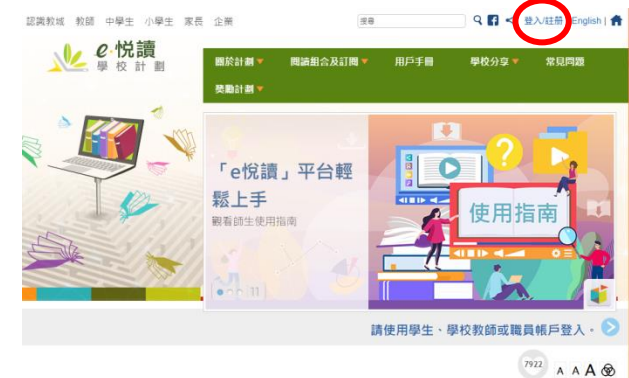 認識教城 教師 中學生 小學生 家長 企業
搜尋
登入/註冊 English |
e 悅讀
學校計劃
關於計劃 閱讀組合及訂閱 用戶手冊 學校分享 常見問題
獎勵計劃
「e悅讀」平台輕
鬆上手
觀看師生使用指南
使用指南
11
請使用學生、學校教師或職員帳戶登入。
7922 A A A